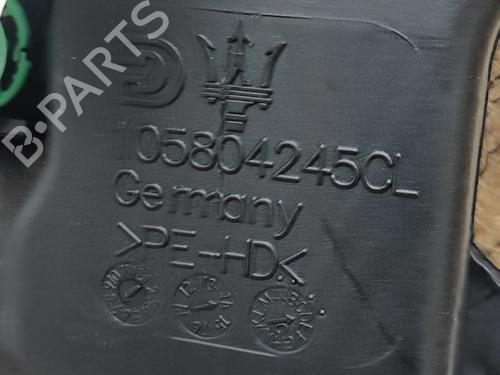 B-PARTS
105804245CL
Germany
>PE-HD<